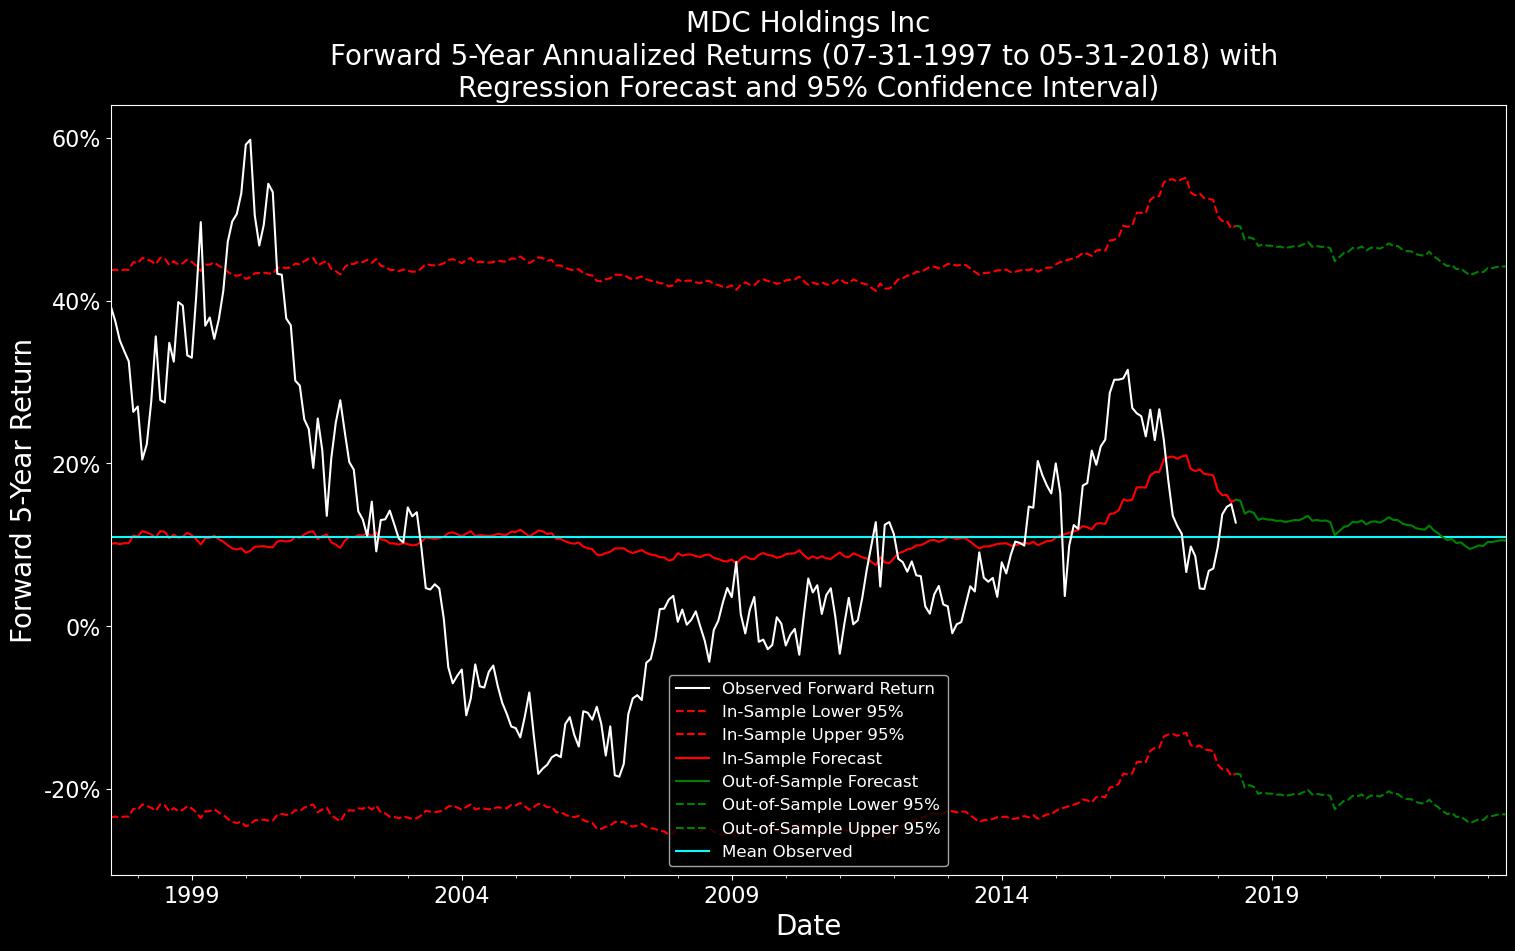 MDC Holdings Inc
Forward 5-Year Annualized Returns (07-31-1997 to 05-31-2018) with
Regression Forecast and 95% Confidence Interval)
60%
40%
20%
0%
-20%
Forward 5-Year Return
Observed Forward Return
In-Sample Lower 95%
In-Sample Upper 95%
In-Sample Forecast
Out-of-Sample Forecast
Out-of-Sample Lower 95%
Out-of-Sample Upper 95%
Mean Observed
1999
2004
2009
2014
2019
Date